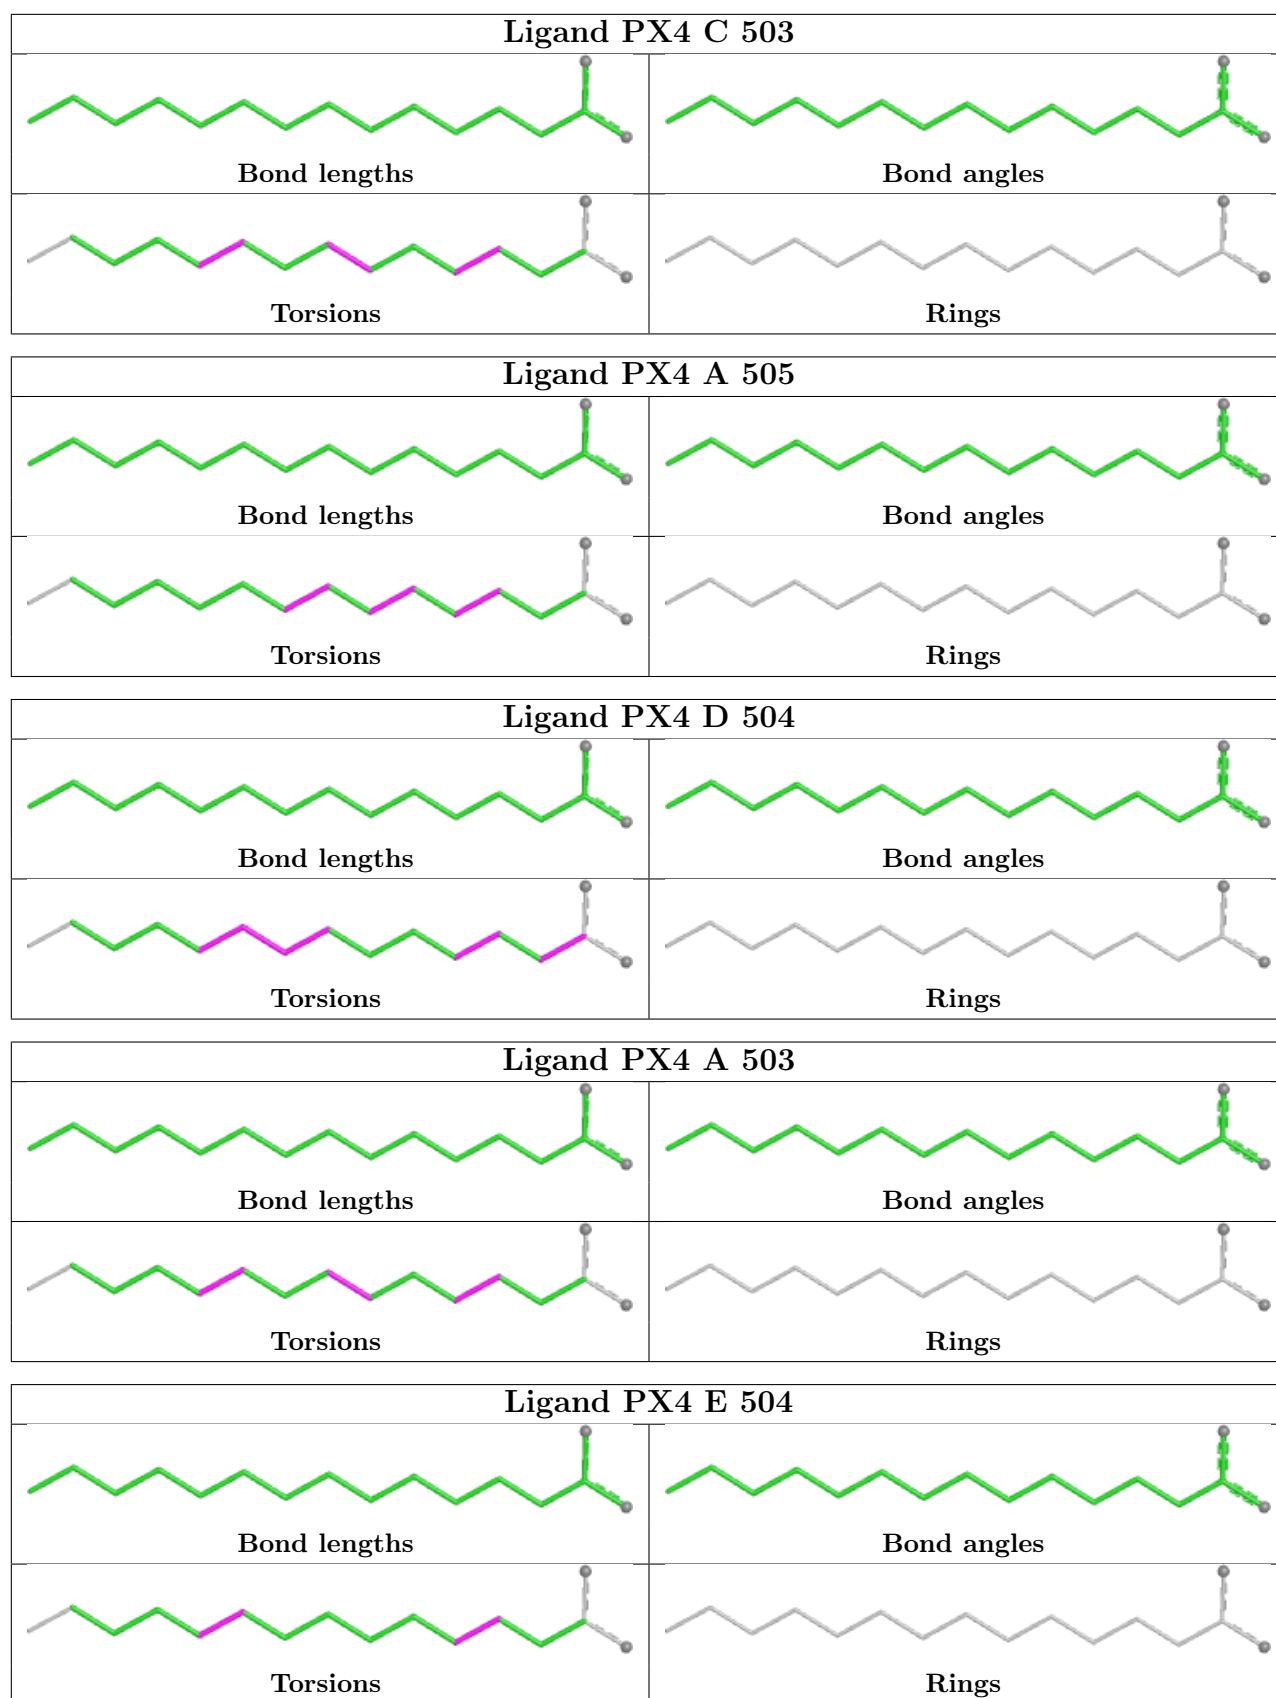 Ligand PX4 C 503
Bond lengths
Bond angles
Torsions
Rings
Ligand PX4 A 505
Bond lengths
Bond angles
Torsions
Rings
Ligand PX4 D 504
Bond lengths
Bond angles
Torsions
Rings
Ligand PX4 A 503
Bond lengths
Bond angles
Torsions
Rings
Ligand PX4 E 504
Bond lengths
Bond angles
Torsions
Rings